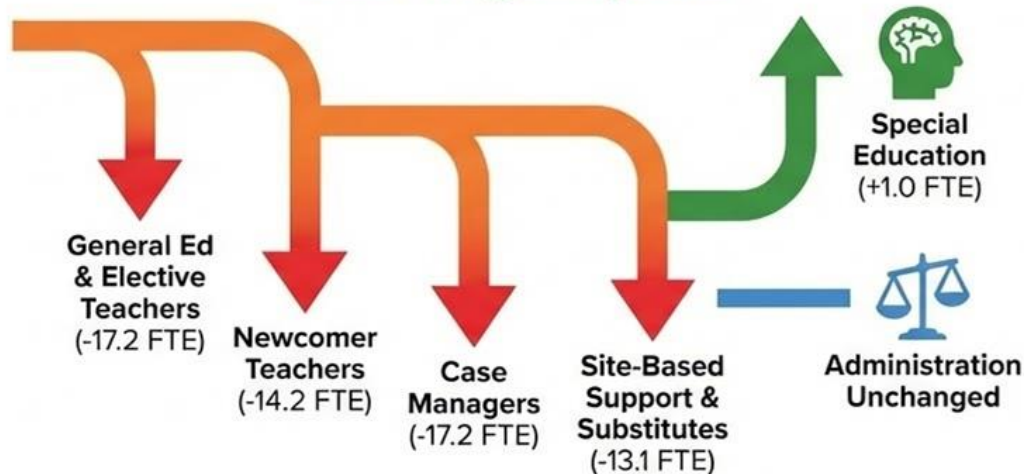 General Ed
& Elective
Teachers
(-17.2 FTE)
Newcomer
Teachers
(-14.2 FTE)
Case
Managers
(-17.2 FTE)
Site-Based
Support &
Substitutes
(-13.1 FTE)
Special
Education
(+1.0 FTE)
Administration
Unchanged